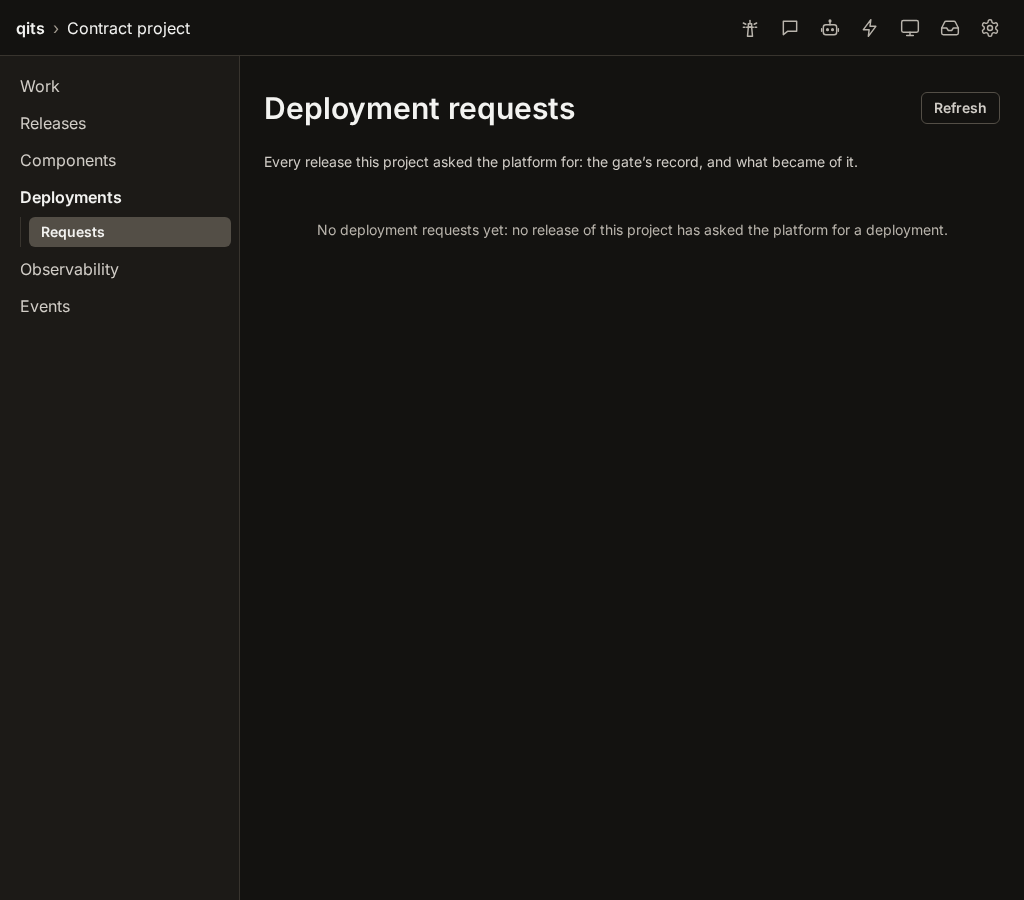 qits › Contract project
Work
Releases
Components
Deployments
Requests
Observability
Events
Deployment requests
Refresh
Every release this project asked the platform for: the gate’s record, and what became of it.
No deployment requests yet: no release of this project has asked the platform for a deployment.